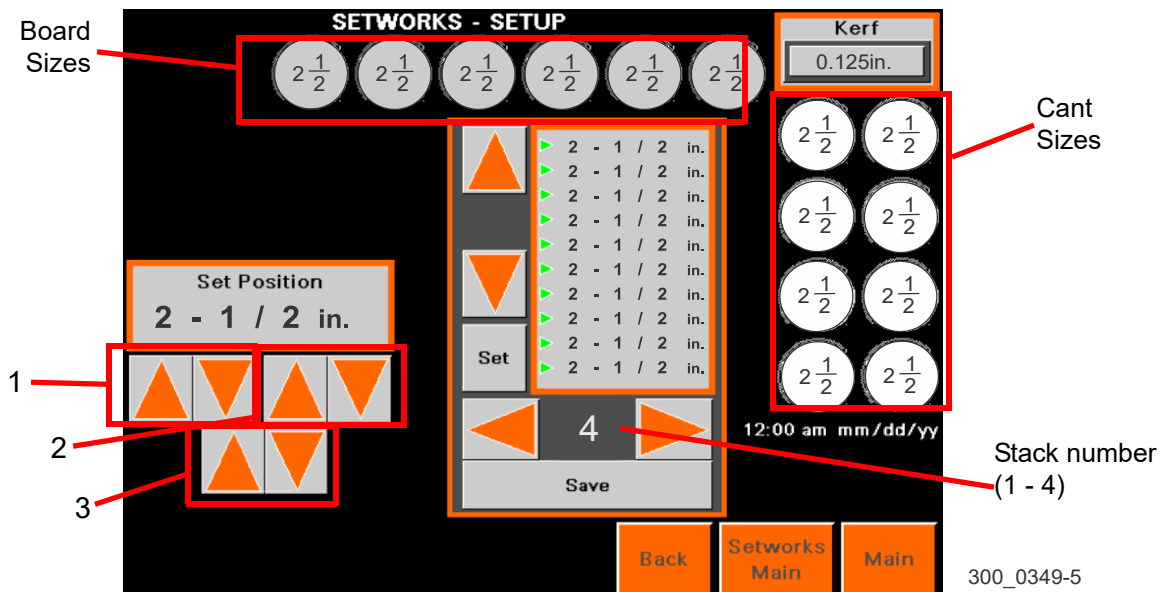 SETWORKS - SETUP
Board
Sizes
2 1/2 2 1/2 2 1/2 2 1/2 2 1/2 2 1/2
Kerf
0.125in.
Cant
Sizes
2 1/2 2 1/2
2 1/2 2 1/2
2 1/2 2 1/2
2 1/2 2 1/2
2 - 1 / 2 in.
2 - 1 / 2 in.
2 - 1 / 2 in.
2 - 1 / 2 in.
2 - 1 / 2 in.
2 - 1 / 2 in.
2 - 1 / 2 in.
2 - 1 / 2 in.
2 - 1 / 2 in.
2 - 1 / 2 in.
Set Position
2 - 1 / 2 in.
1
2
3
Set
4
Save
12:00 am mm/dd/yy
Stack number
(1 - 4)
Back
Setworks
Main
Main
300_0349-5